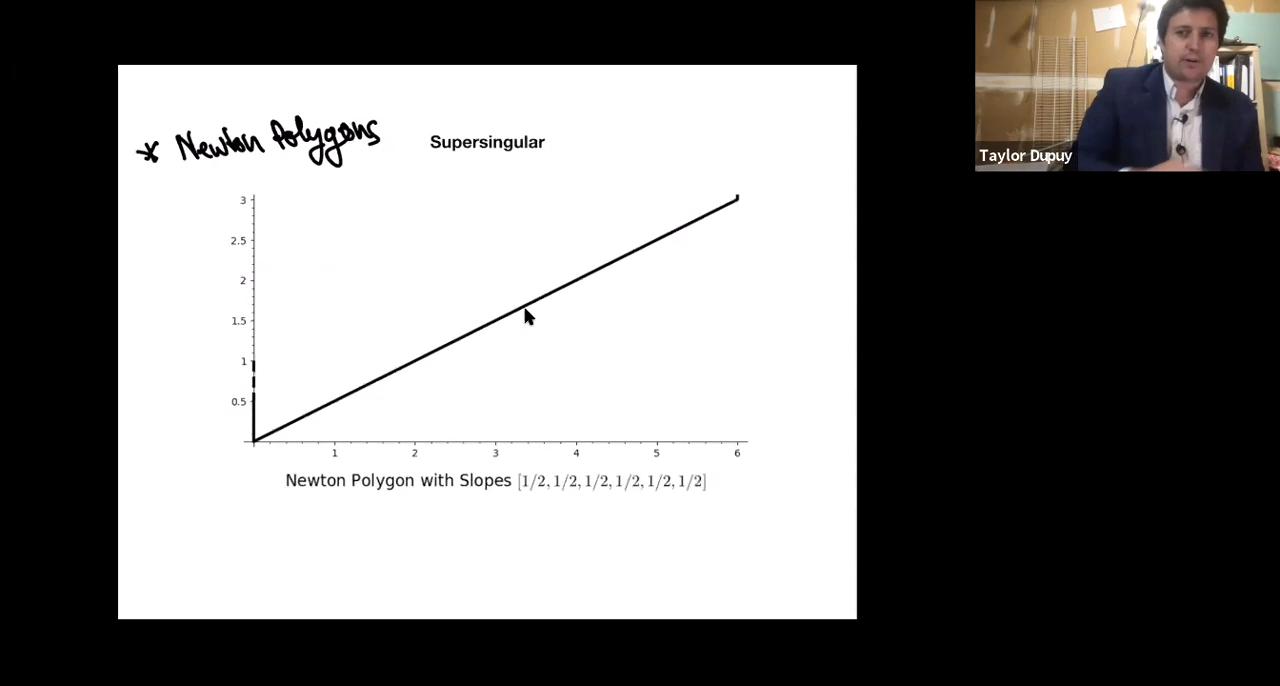 * Newton Polygons
Supersingular
3
2.5
2
1.5
1
0.5
1 2 3 4 5 6
Newton Polygon with Slopes [1/2, 1/2, 1/2, 1/2, 1/2, 1/2]
Taylor Dupuy